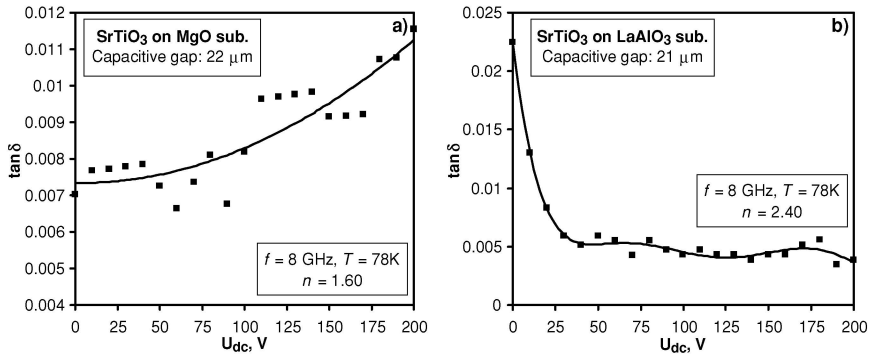 a)
SrTiO3 on MgO sub.
Capacitive gap: 22 μm
tanδ
0.012
0.011
0.01
0.009
0.008
0.007
0.006
0.005
0.004
f = 8 GHz, T = 78K
n = 1.60
0 25 50 75 100 125 150 175 200
Udc, V
b)
SrTiO3 on LaAlO3 sub.
Capacitive gap: 21 μm
tanδ
0.025
0.02
0.015
0.01
0.005
0
f = 8 GHz, T = 78K
n = 2.40
0 25 50 75 100 125 150 175 200
Udc, V